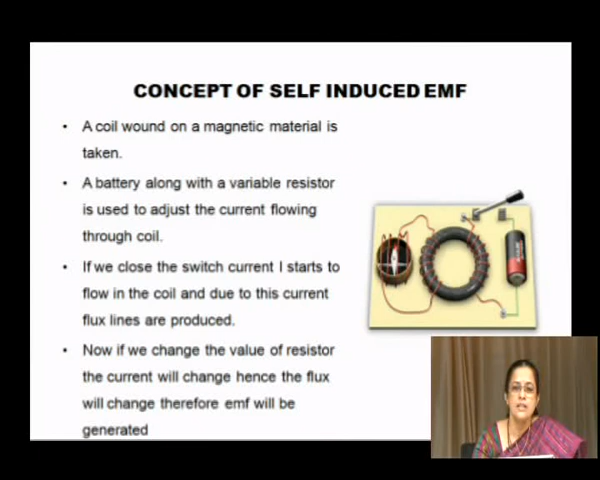 CONCEPT OF SELF INDUCED EMF
• A coil wound on a magnetic material is
taken.
• A battery along with a variable resistor
is used to adjust the current flowing
through coil.
• If we close the switch current I starts to
flow in the coil and due to this current
flux lines are produced.
• Now if we change the value of resistor
the current will change hence the flux
will change therefore emf will be
generated